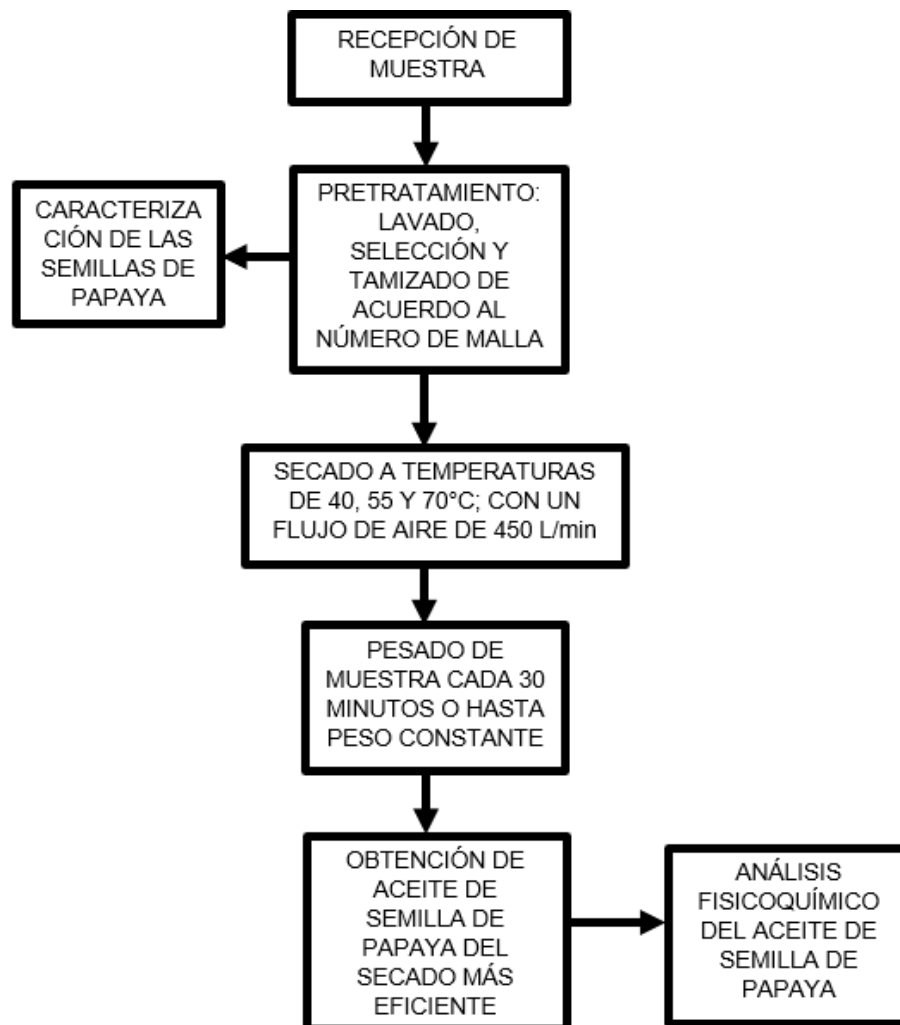 RECEPCIÓN DE
MUESTRA
PRETRATAMIENTO:
LAVADO,
SELECCIÓN Y
TAMIZADO DE
ACUERDO AL
NÚMERO DE MALLA
CARACTERIZA
CIÓN DE LAS
SEMILLAS DE
PAPAYA
SECADO A TEMPERATURAS
DE 40, 55 Y 70°C; CON UN
FLUJO DE AIRE DE 450 L/min
PESADO DE
MUESTRA CADA 30
MINUTOS O HASTA
PESO CONSTANTE
OBTENCIÓN DE
ACEITE DE
SEMILLA DE
PAPAYA DEL
SECADO MÁS
EFICIENTE
ANÁLISIS
FISICOQUÍMICO
DEL ACEITE DE
SEMILLA DE
PAPAYA